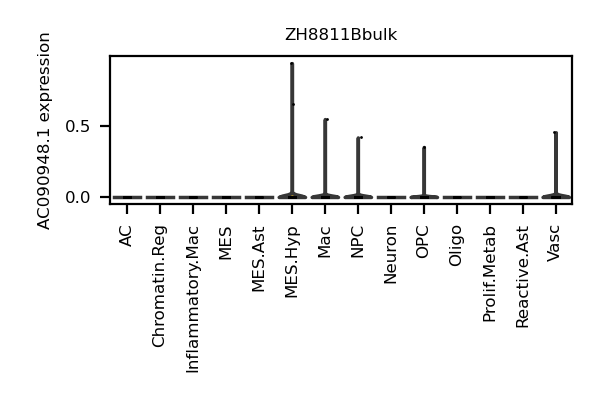 ZH8811Bbulk
AC090948.1 expression
0.5
0.0
AC
Chromatin.Reg
Inflammatory.Mac
MES
MES.Ast
MES.Hyp
Mac
NPC
Neuron
OPC
Oligo
Prolif.Metab
Reactive.Ast
Vasc